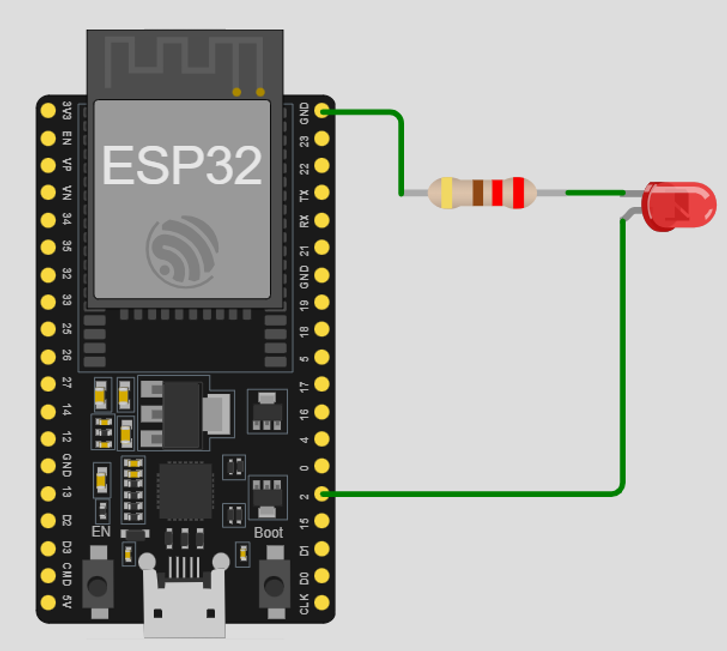 ESP32
3V3
EN
VP
VN
34
35
32
33
25
26
27
14
12
GND
13
D2
D3
CMD
5V
GND
23
22
TX
RX
21
GND
19
18
5
17
16
4
0
2
15
D1
D0
CLK
EN
Boot